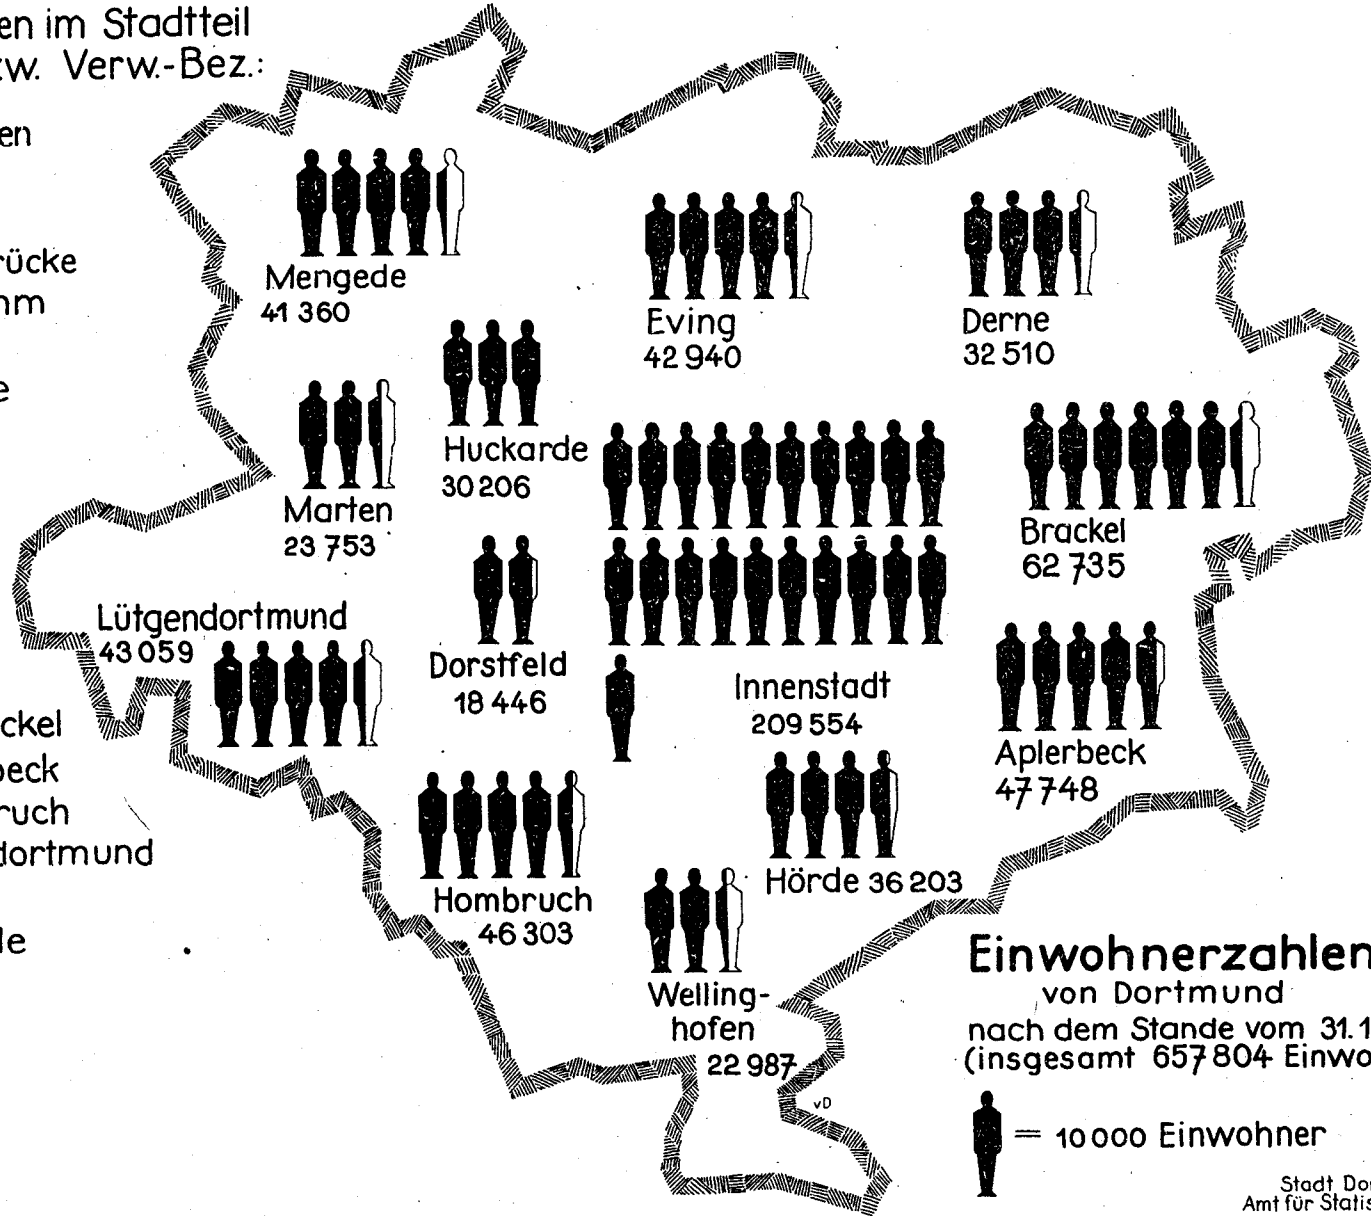 en im Stadtteil
zw. Verw.-Bez.:
en
rücke
mm
e
ckel
beck
ruch
dortmund
le
Mengede
41 360
Eving
42 940
Derne
32 510
Huckarde
30 206
Marten
23 753
Brackel
62 735
Lütgendortmund
43 059
Dorstfeld
18 446
Innenstadt
209 554
Aplerbeck
47 748
Hombruch
46 303
Hörde 36 203
Welling-
hofen
22 987
vD
Einwohnerzahlen
von Dortmund
nach dem Stande vom 31.1
(insgesamt 657 804 Einwo
= 10 000 Einwohner
Stadt Do
Amt für Statis